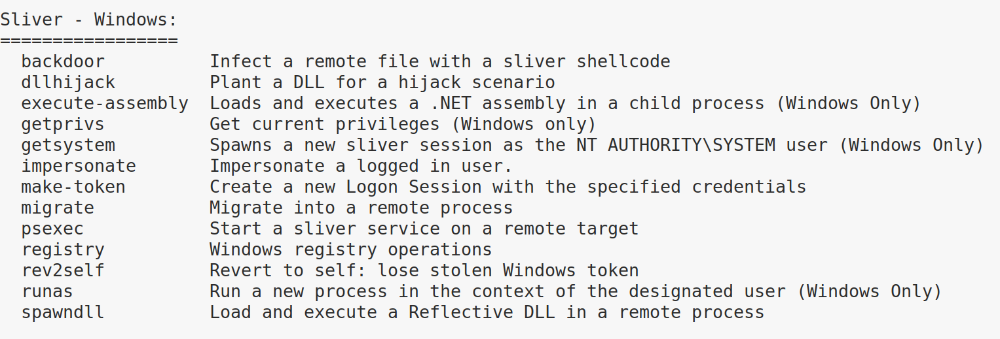 Sliver - Windows:
=================
  backdoor          Infect a remote file with a sliver shellcode
  dllhijack         Plant a DLL for a hijack scenario
  execute-assembly  Loads and executes a .NET assembly in a child process (Windows Only)
  getprivs          Get current privileges (Windows only)
  getsystem         Spawns a new sliver session as the NT AUTHORITY\SYSTEM user (Windows Only)
  impersonate       Impersonate a logged in user.
  make-token        Create a new Logon Session with the specified credentials
  migrate           Migrate into a remote process
  psexec            Start a sliver service on a remote target
  registry          Windows registry operations
  rev2self          Revert to self: lose stolen Windows token
  runas             Run a new process in the context of the designated user (Windows Only)
  spawndll          Load and execute a Reflective DLL in a remote process